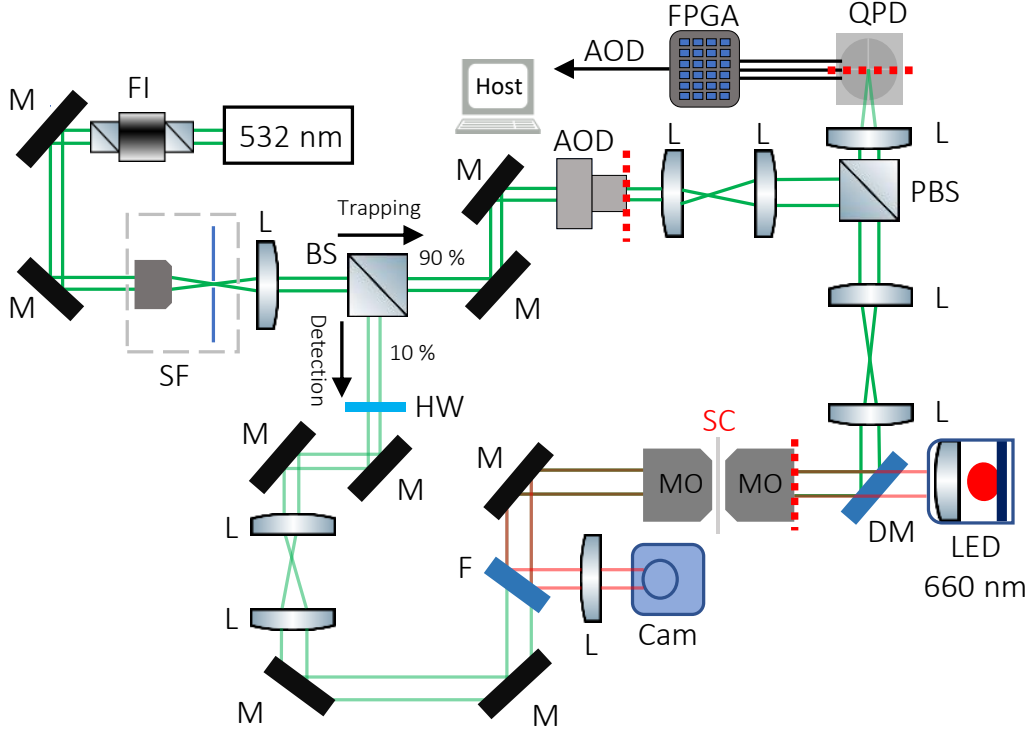 FPGA
QPD
AOD
Host
M
FI
532 nm
AOD
L
L
L
M
PBS
Trapping
L
BS
90 %
M
M
L
Detection
10 %
SF
HW
L
SC
M
M
M
MO
MO
L
DM
LED
660 nm
F
Cam
L
L
M
M